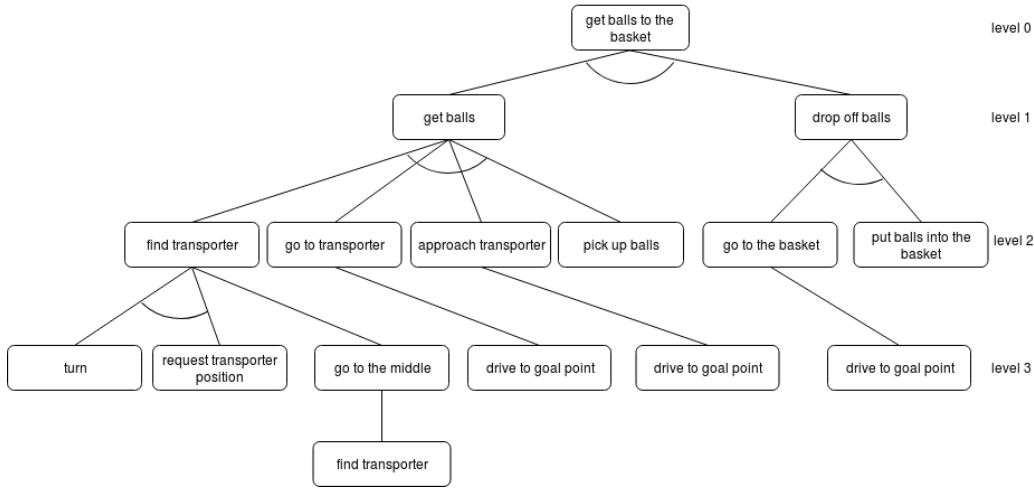 get balls to the
basket
level 0
get balls
drop off balls
level 1
find transporter
go to transporter
approach transporter
pick up balls
go to the basket
put balls into the
basket
level 2
turn
request transporter
position
go to the middle
drive to goal point
drive to goal point
drive to goal point
level 3
find transporter